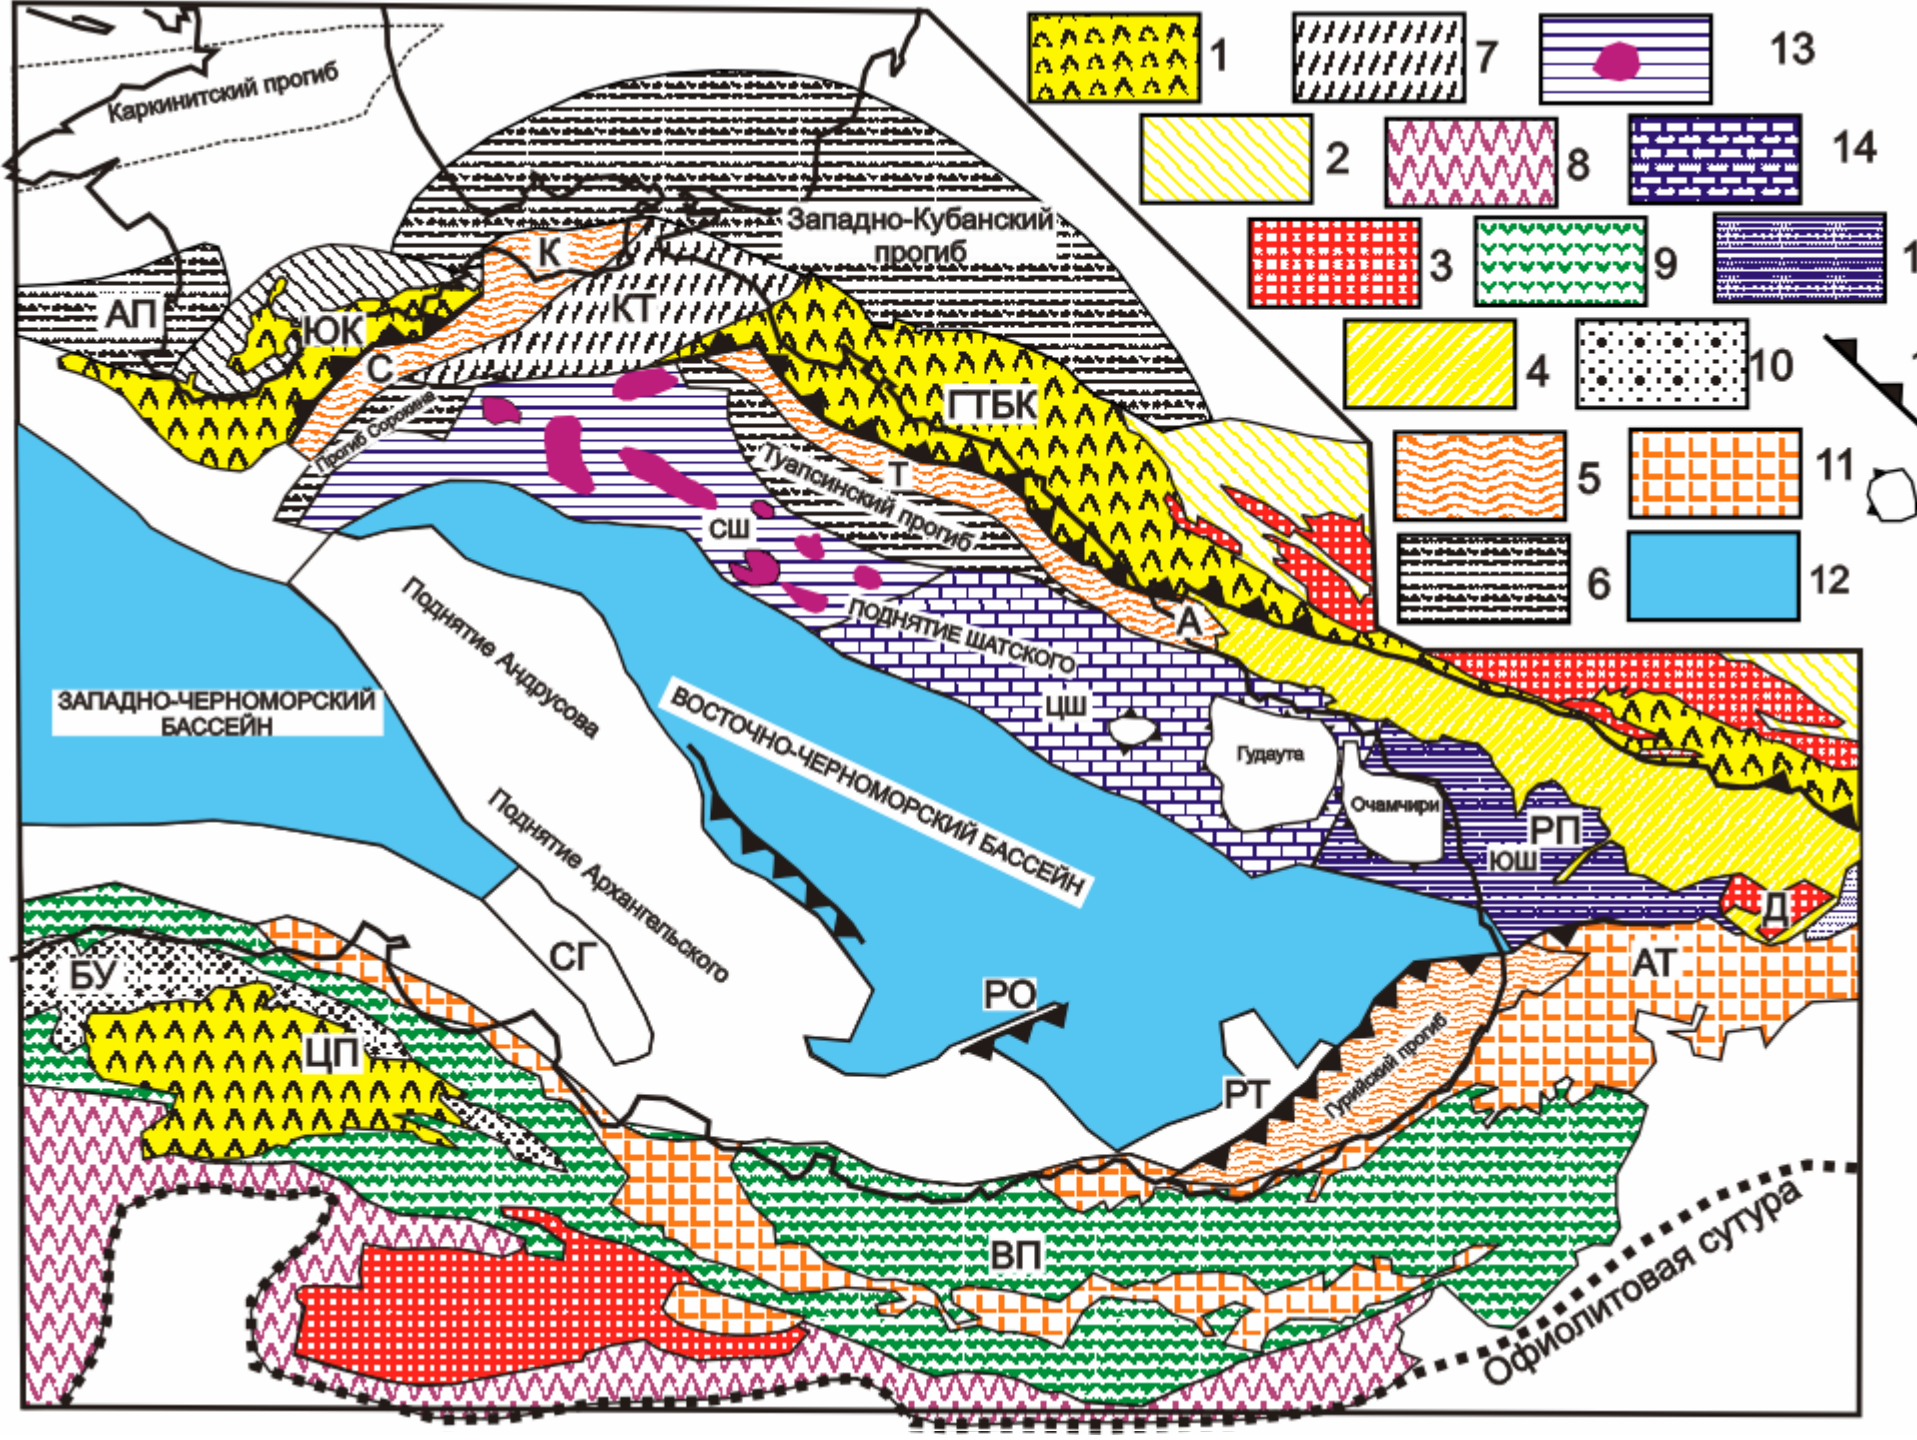 1
7
13
2
8
14
3
9
1
4
10
1
5
11
6
12
Каркинитский прогиб
Западно-Кубанский
прогиб
К
КТ
АП
ЮК
С
Прогиб Сорокина
ГТБК
Т
Туапсинский прогиб
СШ
А
ПОДНЯТИЕ ШАТСКОГО
ЦШ
Поднятие Андрусова
ЗАПАДНО-ЧЕРНОМОРСКИЙ
БАССЕЙН
ВОСТОЧНО-ЧЕРНОМОРСКИЙ БАССЕЙН
Гудаута
Очамчири
РП
ЮШ
Д
Поднятие Архангельского
СГ
БУ
ЦП
РО
АТ
РТ
Гурийский прогиб
ВП
Офиолитовая сутура